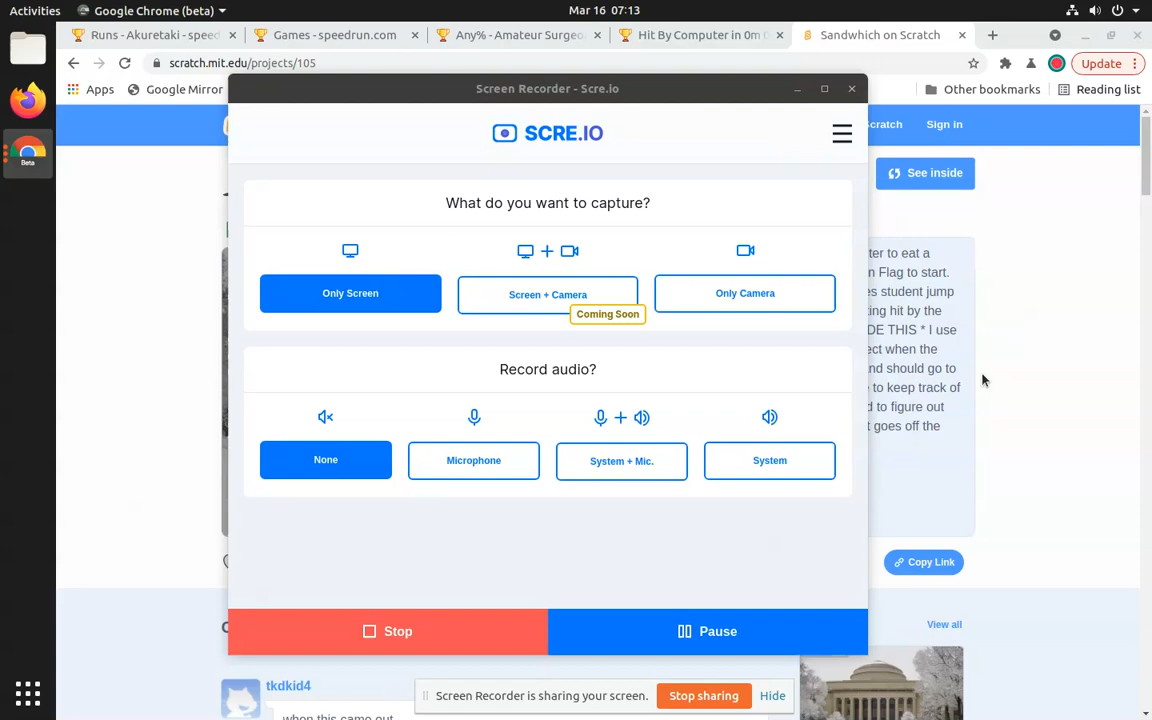 Activities
Google Chrome (beta)
Mar 16 07:13
Runs - Akuretaki - speed
Games - speedrun.com
Any% - Amateur Surgeo
Hit By Computer in 0m 0
Sandwhich on Scratch
scratch.mit.edu/projects/105
Update
Apps
Google Mirror
Other bookmarks
Reading list
Screen Recorder - Scre.io
SCRE.IO
cratch
Sign in
See inside
What do you want to capture?
Only Screen
Screen + Camera
Only Camera
Coming Soon
Record audio?
None
Microphone
System + Mic.
System
ter to eat a
n Flag to start.
es student jump
ting hit by the
DE THIS * I use
ect when the
nd should go to
e to keep track of
d to figure out
t goes off the
Copy Link
Stop
Pause
View all
tkdkid4
when this came out
Screen Recorder is sharing your screen.
Stop sharing
Hide
Beta